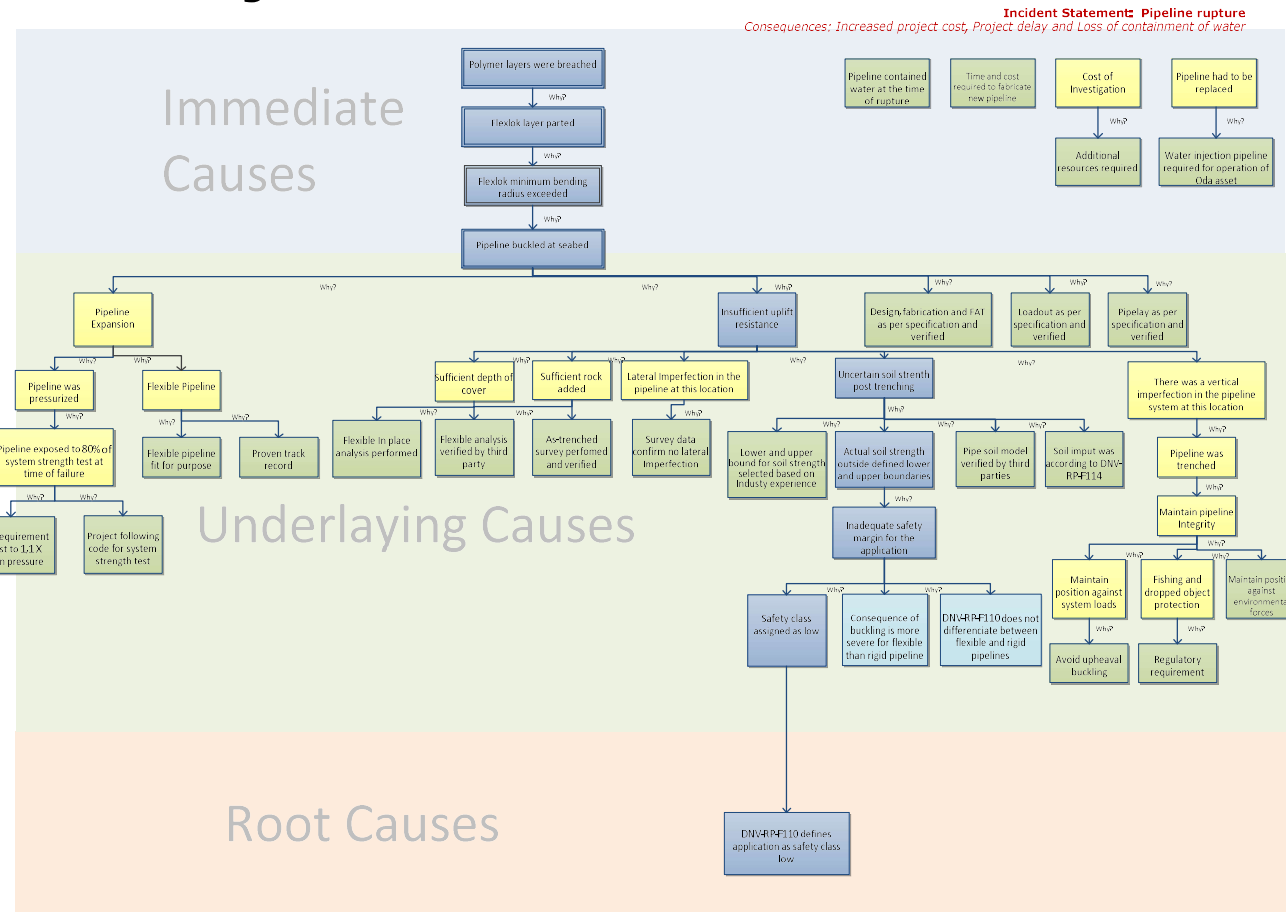 Incident Statement: Pipeline rupture
Consequences: Increased project cost, Project delay and Loss of containment of water
Immediate
Causes
Polymer layers were breached
Why?
Flexlok layer parted
Why?
Flexlok minimum bending
radius exceeded
Why?
Pipeline buckled at seabed
Pipeline contained
water at the time
of rupture
Time and cost
required to fabricate
new pipeline
Cost of
Investigation
Why?
Additional
resources required
Pipeline had to be
replaced
Why?
Water injection pipeline
required for operation of
Oda asset
Why?
Why?
Why?
Why?
Why?
Why?
Pipeline
Expansion
Insufficient uplift
resistance
Design, fabrication and FAT
as per specification and
verified
Loadout as per
specification and
verified
Pipelay as per
specification and
verified
Why?
Why?
Why?
Why?
Why?
Why?
Pipeline was
pressurized
Flexible Pipeline
Sufficient depth of
cover
Sufficient rock
added
Lateral Imperfection in the
pipeline at this location
Uncertain soil strenth
post trenching
There was a vertical
imperfection in the pipeline
system at this location
Why?
Why?
Why?
Why?
Why?
Why?
Why?
Why?
Why?
Why?
Why?
Pipeline exposed to 80% of
system strength test at
time of failure
Flexible pipeline
fit for purpose
Proven track
record
Flexible In place
analysis performed
Flexible analysis
verified by third
party
As-trenched
survey perfomed
and verified
Survey data
confirm no lateral
Imperfection
Lower and upper
bound for soil strength
selected based on
Industy experience
Actual soil strength
outside defined lower
and upper boundaries
Pipe soil model
verified by third
parties
Soil imput was
according to DNV-
RP-F114
Pipeline was
trenched
Why?
Why?
Why?
Why?
equirement
st to 1,1 X
n pressure
Project following
code for system
strength test
Underlaying Causes
Inadequate safety
margin for the
application
Maintain pipeline
Integrity
Why?
Why?
Why?
Why?
Why?
Safety class
assigned as low
Consequence of
buckling is more
severe for flexible
than rigid pipeline
DNV-RP-F110 does not
differenciate between
flexible and rigid
pipelines
Maintain
position against
system loads
Fishing and
dropped object
protection
Maintain positi
against
environmenta
forces
Why?
Why?
Avoid upheaval
buckling
Regulatory
requirement
Root Causes
DNV-RP-F110 defines
application as safety class
low